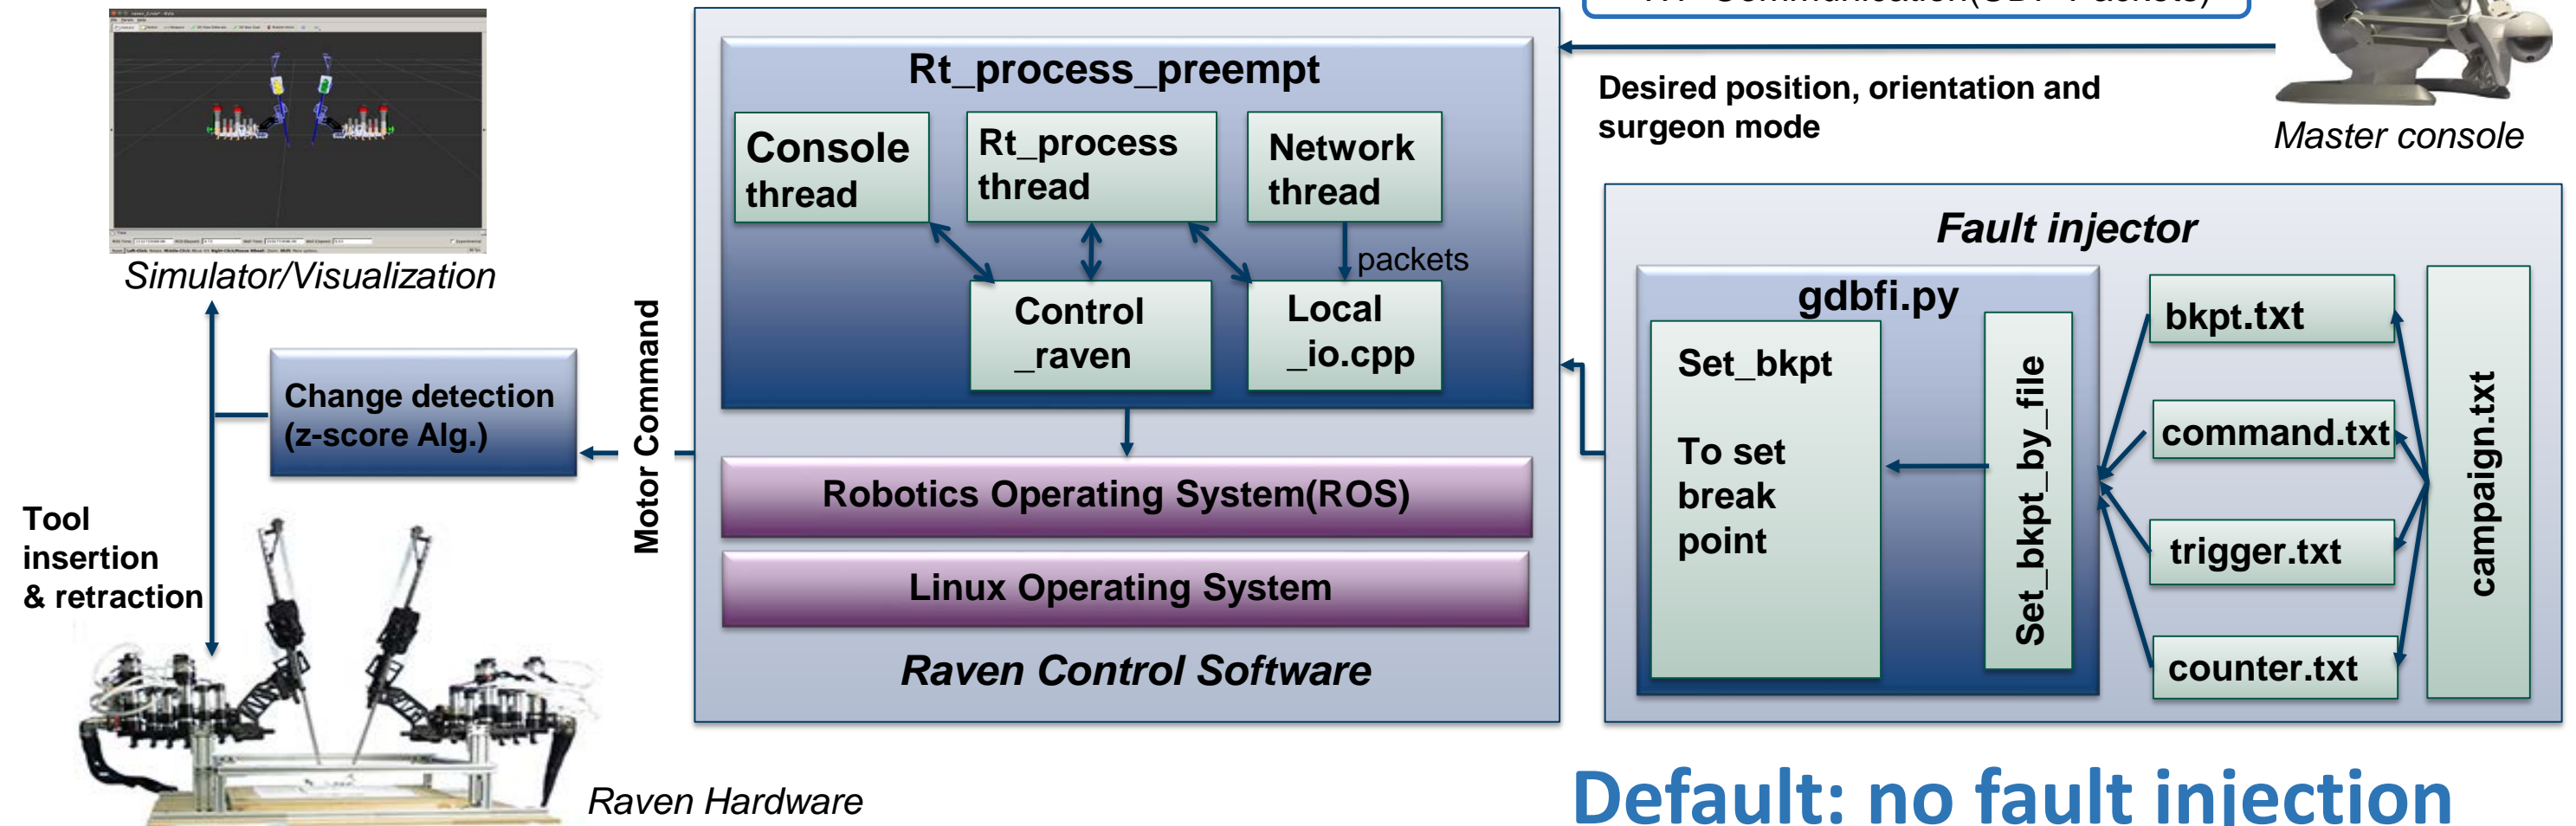 Communication(UDP Packets)
Rt_process_preempt
Console
thread
Rt_process
thread
Network
thread
packets
Control
_raven
Local
_io.cpp
Robotics Operating System(ROS)
Linux Operating System
Raven Control Software
Simulator/Visualization
Change detection
(z-score Alg.)
Motor Command
Tool
insertion
& retraction
Raven Hardware
Desired position, orientation and
surgeon mode
Master console
Fault injector
gdbfi.py
Set_bkpt
To set
break
point
Set_bkpt_by_file
bkpt.txt
command.txt
trigger.txt
counter.txt
campaign.txt
Default: no fault injection